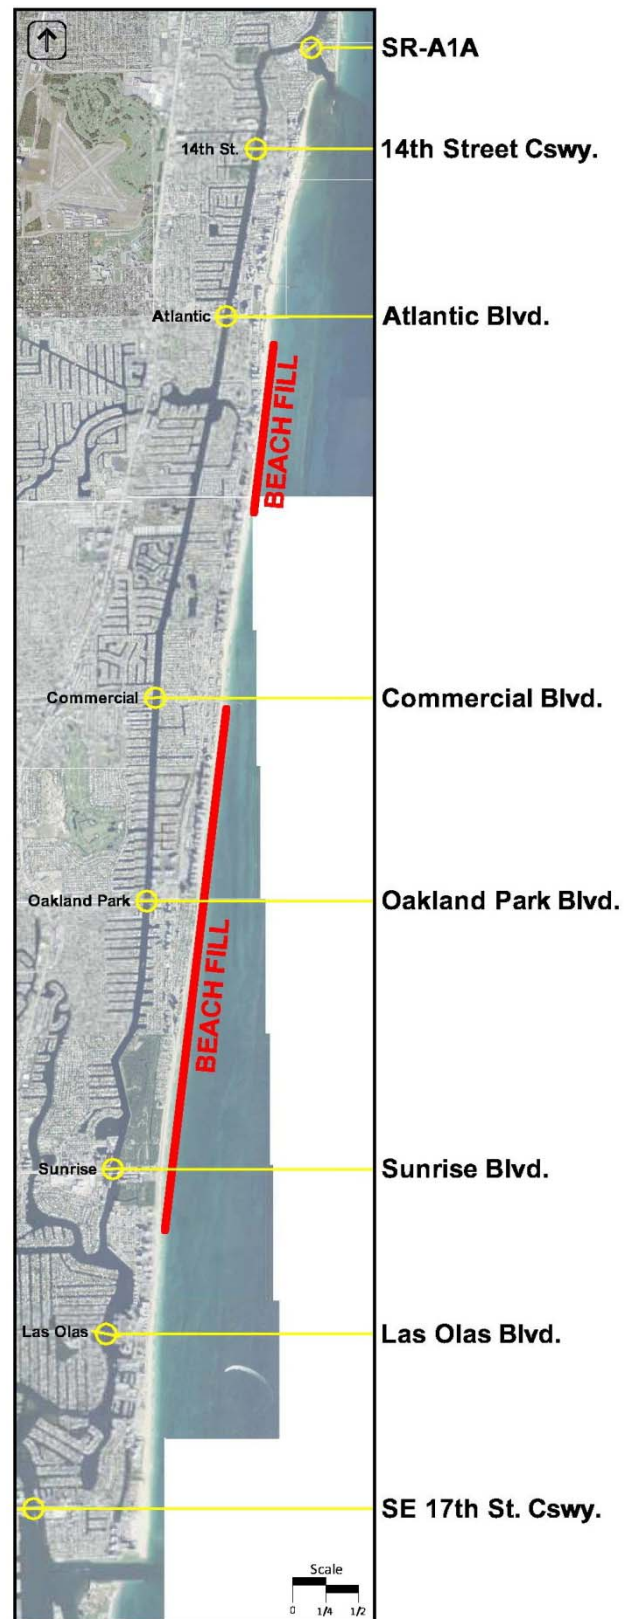 SR-A1A
14th St.
14th Street Cswy.
Atlantic
Atlantic Blvd.
BEACH FILL
Commercial
Commercial Blvd.
Oakland Park
Oakland Park Blvd.
BEACH FILL
Sunrise
Sunrise Blvd.
Las Olas
Las Olas Blvd.
SE 17th St. Cswy.
Scale
0 1/4 1/2